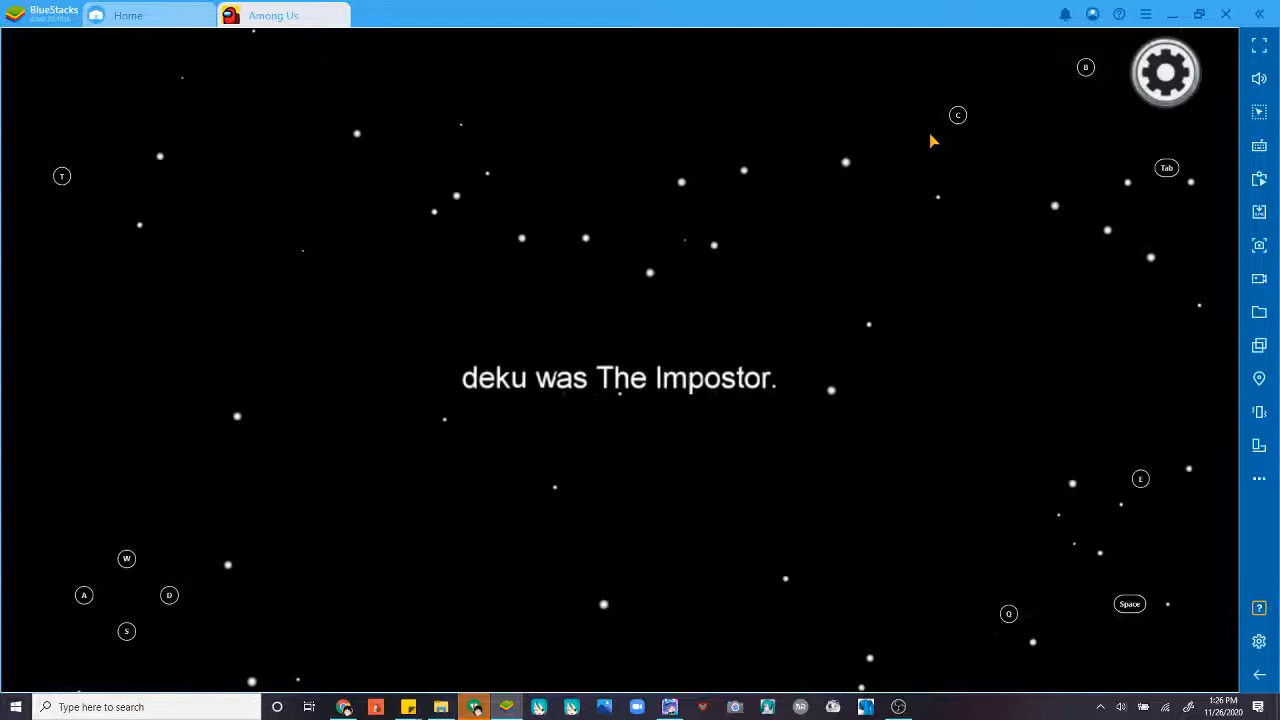 BlueStacks
Home
Among Us
B
C
T
Tab
deku was The Impostor.
E
W
A
D
S
Q
Space
Type here to search
1:26 PM
11/26/2020